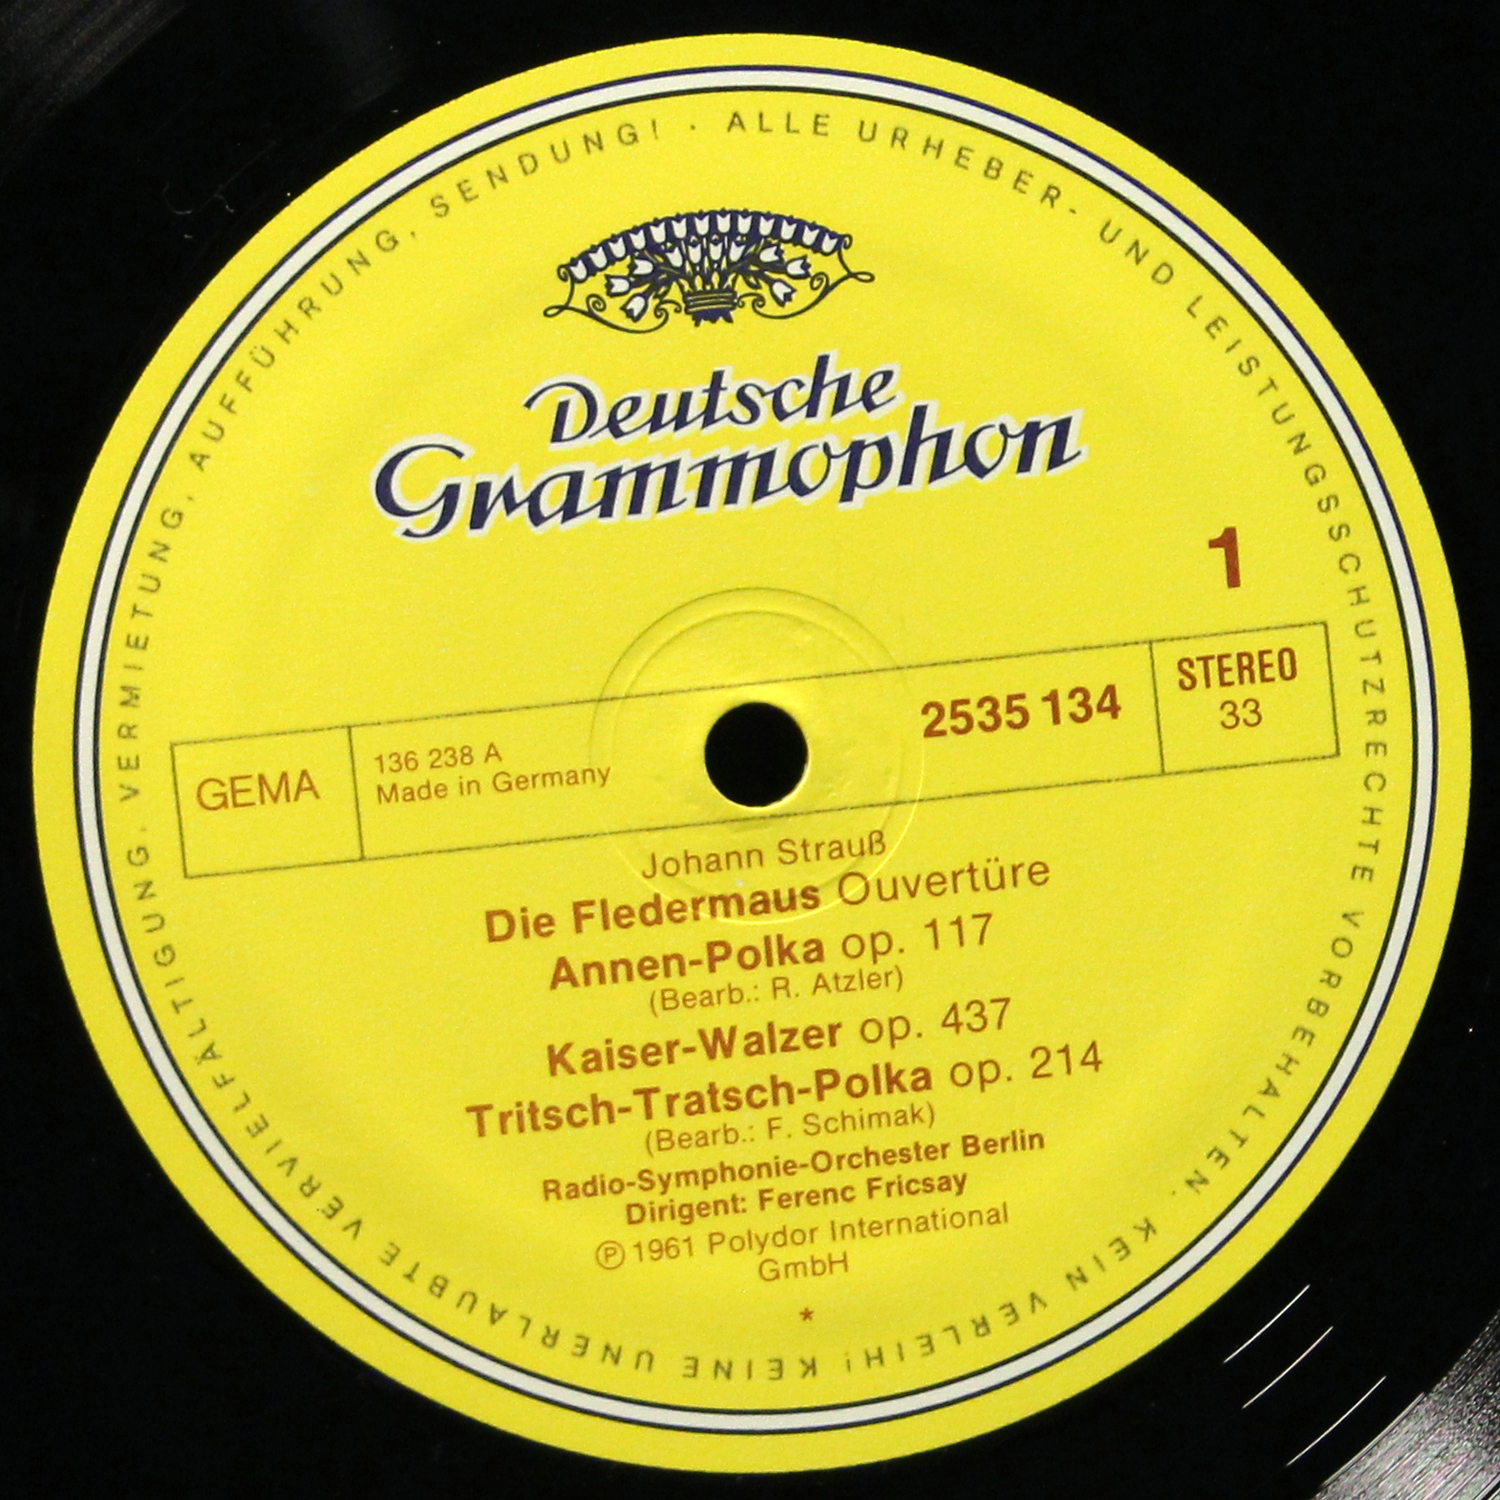 ALLE URHEBER- UND LEISTUNGSSCHUTZRECHTE VORBEHALTEN. KEIN VERLEIH! KEINE UNERLAUBTE VERVIELFÄLTIGUNG, VERMIETUNG, AUFFÜHRUNG, SENDUNG! ·
Deutsche
Grammophon
1
GEMA
136 238 A
Made in Germany
2535 134
STEREO
33
Johann Strauß
Die Fledermaus Ouvertüre
Annen-Polka op. 117
(Bearb.: R. Atzler)
Kaiser-Walzer op. 437
Tritsch-Tratsch-Polka op. 214
(Bearb.: F. Schimak)
Radio-Symphonie-Orchester Berlin
Dirigent: Ferenc Fricsay
Ⓟ 1961 Polydor International
GmbH
*